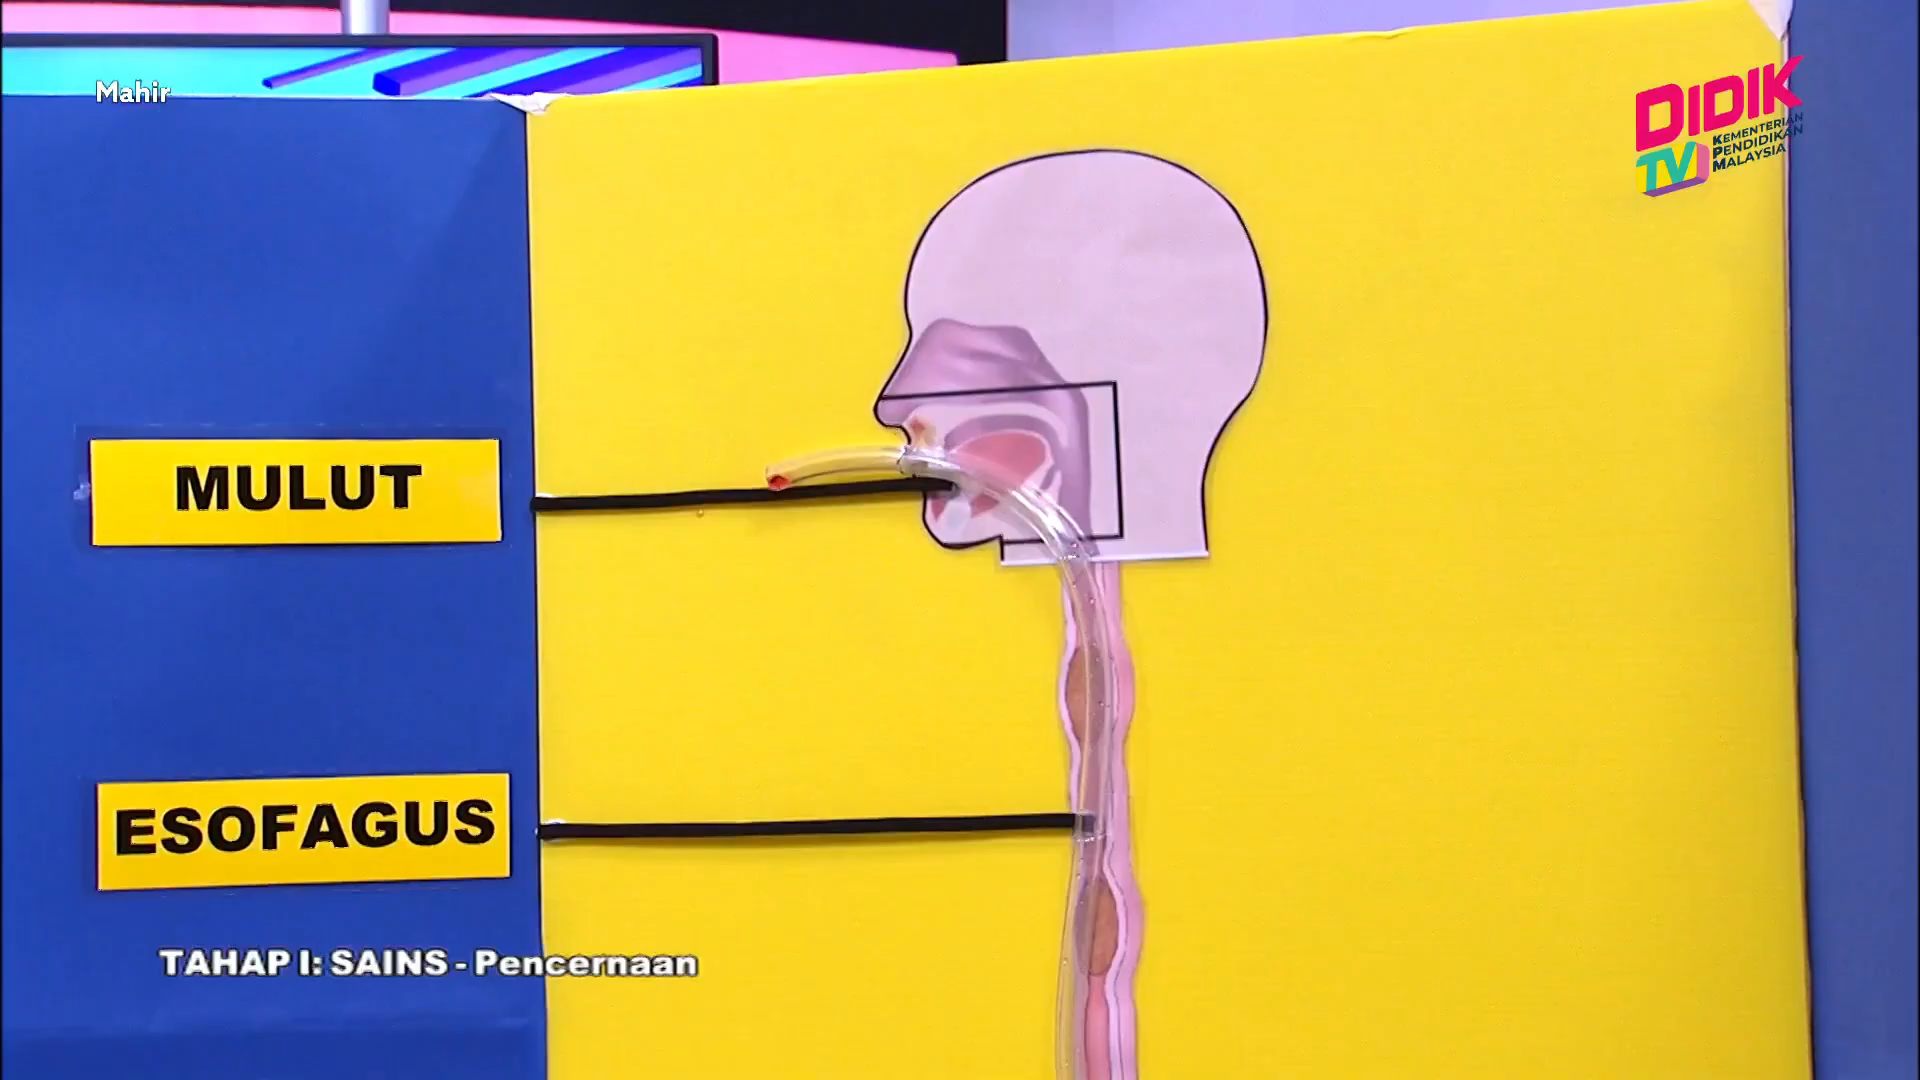 Mahir
DIDIK
TV
KEMENTERIAN
PENDIDIKAN
MALAYSIA
MULUT
ESOFAGUS
TAHAP I: SAINS - Pencernaan